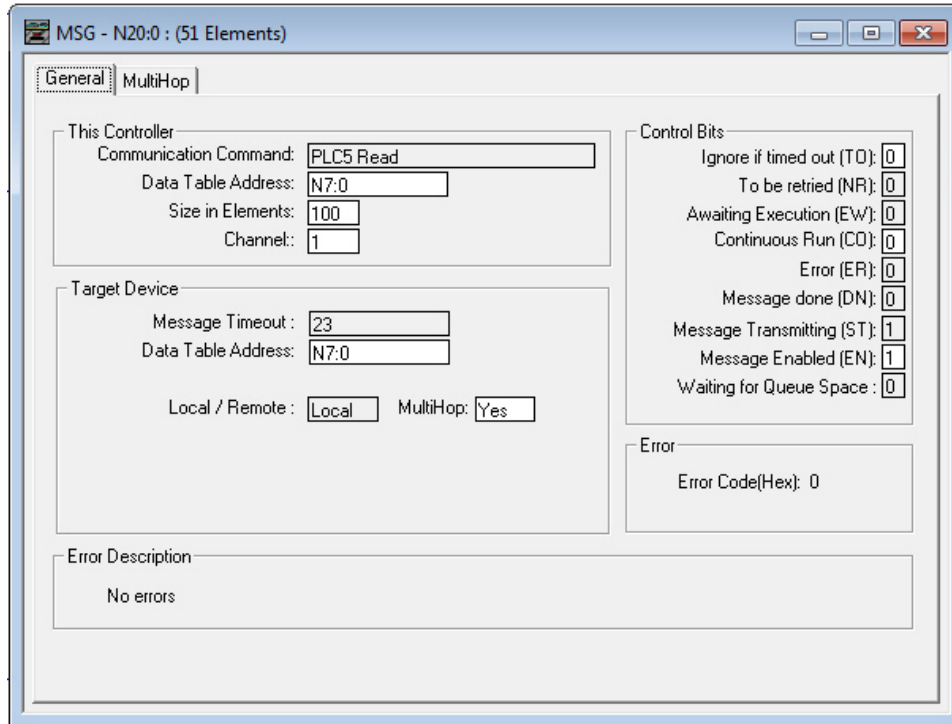 MSG - N20:0 : (51 Elements)
General MultiHop
This Controller
Communication Command: PLC5 Read
Data Table Address: N7:0
Size in Elements: 100
Channel:: 1
Target Device
Message Timeout : 23
Data Table Address: N7:0
Local / Remote : Local MultiHop: Yes
Control Bits
Ignore if timed out (TO): 0
To be retried (NR): 0
Awaiting Execution (EW): 0
Continuous Run (CO): 0
Error (ER): 0
Message done (DN): 0
Message Transmitting (ST): 1
Message Enabled (EN): 1
Waiting for Queue Space : 0
Error
Error Code(Hex): 0
Error Description
No errors